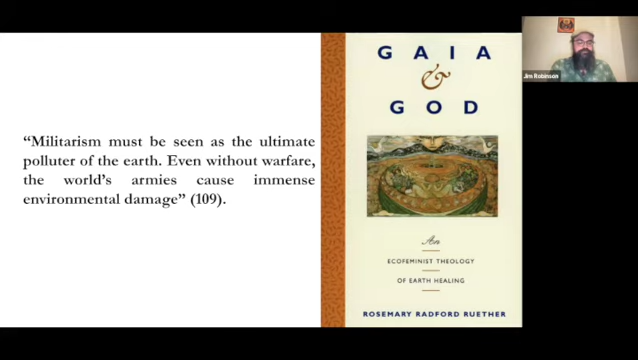 “Militarism must be seen as the ultimate
polluter of the earth. Even without warfare,
the world’s armies cause immense
environmental damage” (109).
GAIA
&
GOD
An
ECOFEMINIST THEOLOGY
OF EARTH HEALING
ROSEMARY RADFORD RUETHER
Jim Robinson